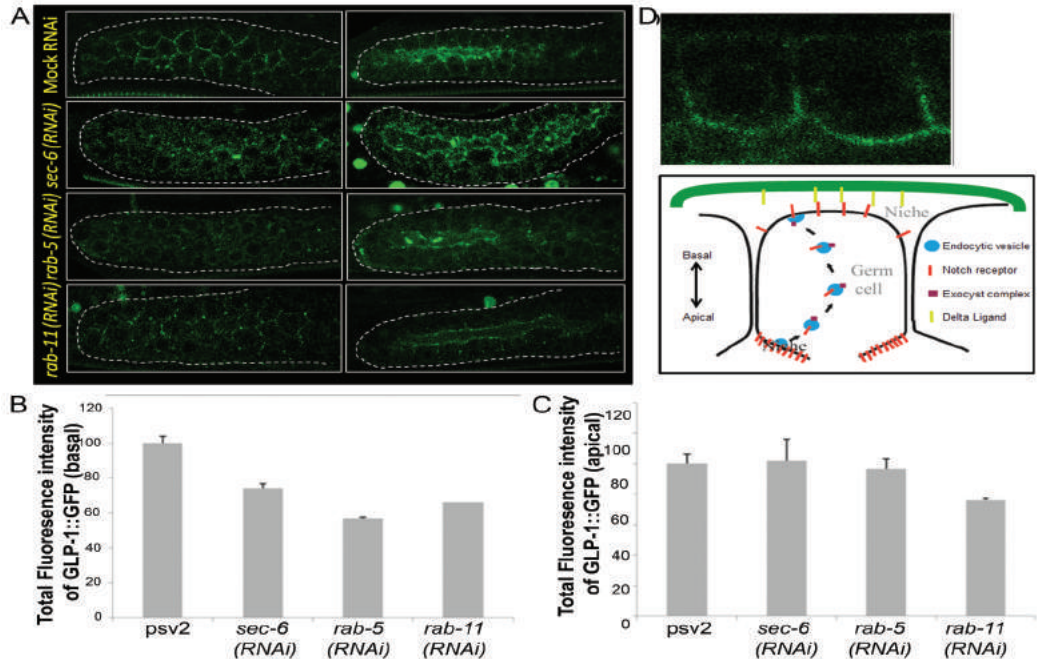 A
Mock RNAi
sec-6 (RNAi)
rab-5 (RNAi)
rab-11 (RNAi)
D)
Niche
Basal
Apical
Germ
cell
Niche
Endocytic vesicle
Notch receptor
Exocyst complex
Delta Ligand
B
Total Fluoresence intensity
of GLP-1::GFP (basal)
120
100
80
60
40
20
0
psv2
sec-6
(RNAi)
rab-5
(RNAi)
rab-11
(RNAi)
C
Total Fluoresence intensity
of GLP-1::GFP (apical)
120
100
80
60
40
20
0
psv2
sec-6
(RNAi)
rab-5
(RNAi)
rab-11
(RNAi)